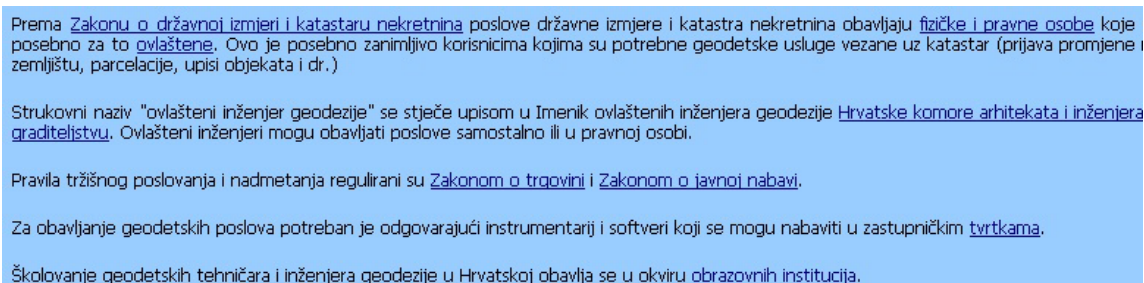 Prema Zakonu o državnoj izmjeri i katastaru nekretnina poslove državne izmjere i katastra nekretnina obavljaju fizičke i pravne osobe koje
posebno za to ovlaštene. Ovo je posebno zanimljivo korisnicima kojima su potrebne geodetske usluge vezane uz katastar (prijava promjene
zemljištu, parcelacije, upisi objekata i dr.)
Strukovni naziv "ovlašteni inženjer geodezije" se stječe upisom u Imenik ovlaštenih inženjera geodezije Hrvatske komore arhitekata i inženjera
graditeljstvu. Ovlašteni inženjeri mogu obavljati poslove samostalno ili u pravnoj osobi.
Pravila tržišnog poslovanja i nadmetanja regulirani su Zakonom o trgovini i Zakonom o javnoj nabavi.
Za obavljanje geodetskih poslova potreban je odgovarajući instrumentarij i softveri koji se mogu nabaviti u zastupničkim tvrtkama.
Školovanje geodetskih tehničara i inženjera geodezije u Hrvatskoj obavlja se u okviru obrazovnih institucija.